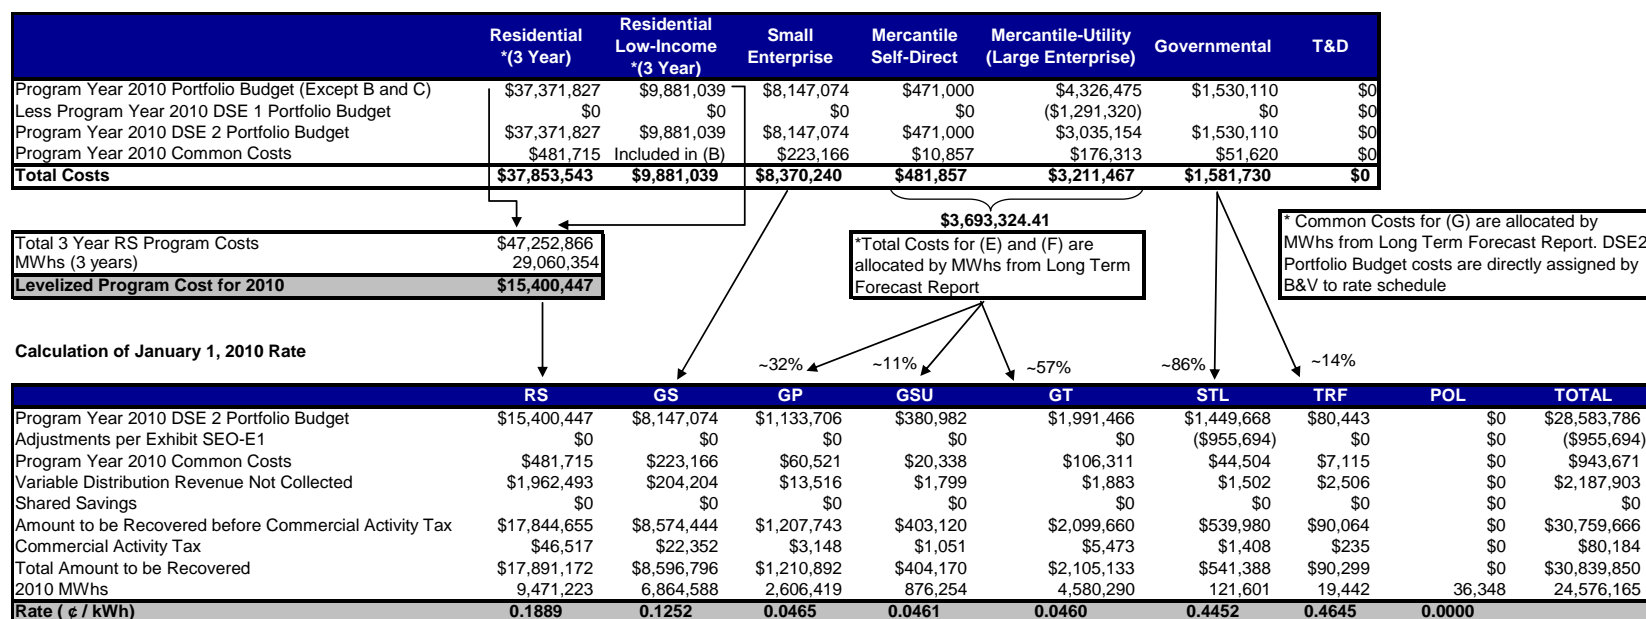 Residential *(3 Year) Residential Low-Income *(3 Year) Small Enterprise Mercantile Self-Direct Mercantile-Utility (Large Enterprise) Governmental T&D
Program Year 2010 Portfolio Budget (Except B and C) $37,371,827 $9,881,039 $8,147,074 $471,000 $4,326,475 $1,530,110 $0
Less Program Year 2010 DSE 1 Portfolio Budget $0 $0 $0 $0 ($1,291,320) $0 $0
Program Year 2010 DSE 2 Portfolio Budget $37,371,827 $9,881,039 $8,147,074 $471,000 $3,035,154 $1,530,110 $0
Program Year 2010 Common Costs $481,715 Included in (B) $223,166 $10,857 $176,313 $51,620 $0
Total Costs $37,853,543 $9,881,039 $8,370,240 $481,857 $3,211,467 $1,581,730 $0
$3,693,324.41
Total 3 Year RS Program Costs $47,252,866
MWhs (3 years) 29,060,354
Levelized Program Cost for 2010 $15,400,447
*Total Costs for (E) and (F) are
allocated by MWhs from Long Term
Forecast Report
* Common Costs for (G) are allocated by
MWhs from Long Term Forecast Report. DSE2
Portfolio Budget costs are directly assigned by
B&V to rate schedule
Calculation of January 1, 2010 Rate
~32% ~11% ~57% ~86% ~14%
RS GS GP GSU GT STL TRF POL TOTAL
Program Year 2010 DSE 2 Portfolio Budget $15,400,447 $8,147,074 $1,133,706 $380,982 $1,991,466 $1,449,668 $80,443 $0 $28,583,786
Adjustments per Exhibit SEO-E1 $0 $0 $0 $0 $0 ($955,694) $0 $0 ($955,694)
Program Year 2010 Common Costs $481,715 $223,166 $60,521 $20,338 $106,311 $44,504 $7,115 $0 $943,671
Variable Distribution Revenue Not Collected $1,962,493 $204,204 $13,516 $1,799 $1,883 $1,502 $2,506 $0 $2,187,903
Shared Savings $0 $0 $0 $0 $0 $0 $0 $0 $0
Amount to be Recovered before Commercial Activity Tax $17,844,655 $8,574,444 $1,207,743 $403,120 $2,099,660 $539,980 $90,064 $0 $30,759,666
Commercial Activity Tax $46,517 $22,352 $3,148 $1,051 $5,473 $1,408 $235 $0 $80,184
Total Amount to be Recovered $17,891,172 $8,596,796 $1,210,892 $404,170 $2,105,133 $541,388 $90,299 $0 $30,839,850
2010 MWhs 9,471,223 6,864,588 2,606,419 876,254 4,580,290 121,601 19,442 36,348 24,576,165
Rate ( ¢ / kWh) 0.1889 0.1252 0.0465 0.0461 0.0460 0.4452 0.4645 0.0000